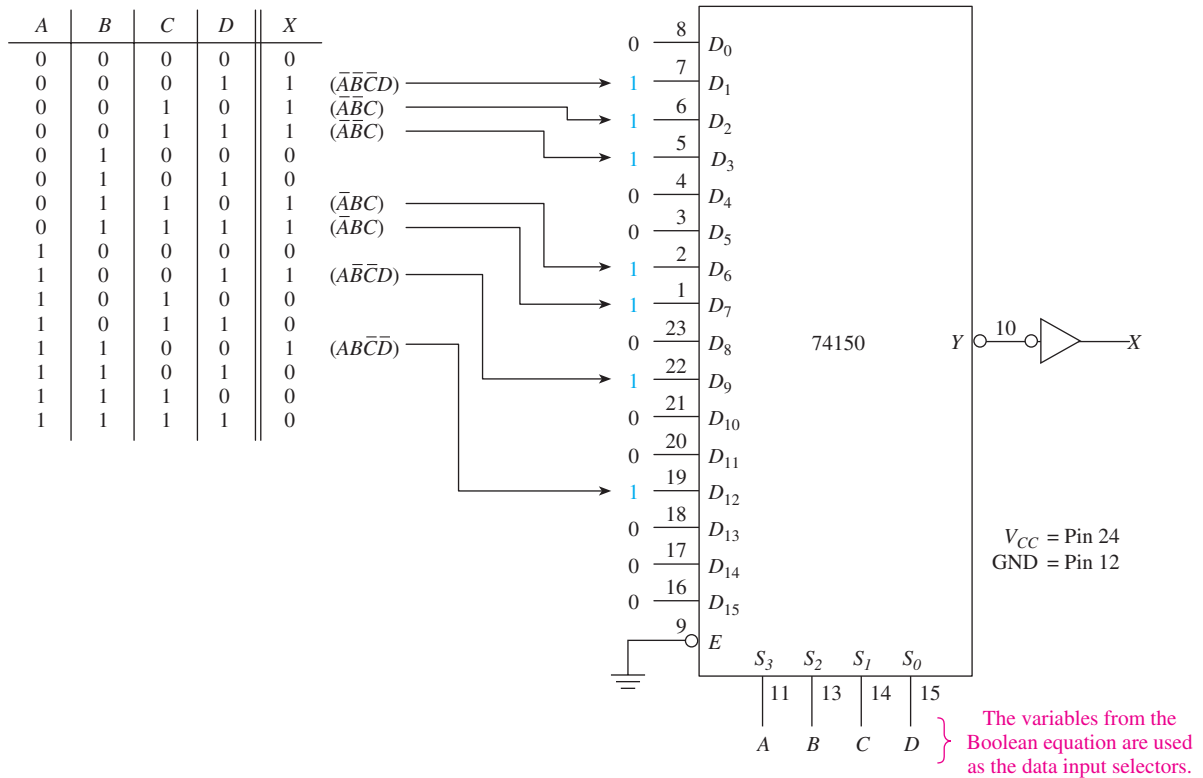 A B C D X
0 0 0 0 0
0 0 0 1 1 (A̅B̅C̅D)
0 0 1 0 1 (A̅B̅C)
0 0 1 1 1 (A̅B̅C)
0 1 0 0 0
0 1 0 1 0
0 1 1 0 1 (A̅BC)
0 1 1 1 1 (A̅BC)
1 0 0 0 0
1 0 0 1 1 (AB̅C̅D)
1 0 1 0 0
1 0 1 1 0
1 1 0 0 1 (ABC̅D̅)
1 1 0 1 0
1 1 1 0 0
1 1 1 1 0
0 8 D₀
1 7 D₁
1 6 D₂
1 5 D₃
0 4 D₄
0 3 D₅
1 2 D₆
1 1 D₇
0 23 D₈
1 22 D₉
0 21 D₁₀
0 20 D₁₁
1 19 D₁₂
0 18 D₁₃
0 17 D₁₄
0 16 D₁₅
9 E
74150
Y 10 X
V_CC = Pin 24
GND = Pin 12
S₃ S₂ S₁ S₀
11 13 14 15
A B C D
The variables from the
Boolean equation are used
as the data input selectors.